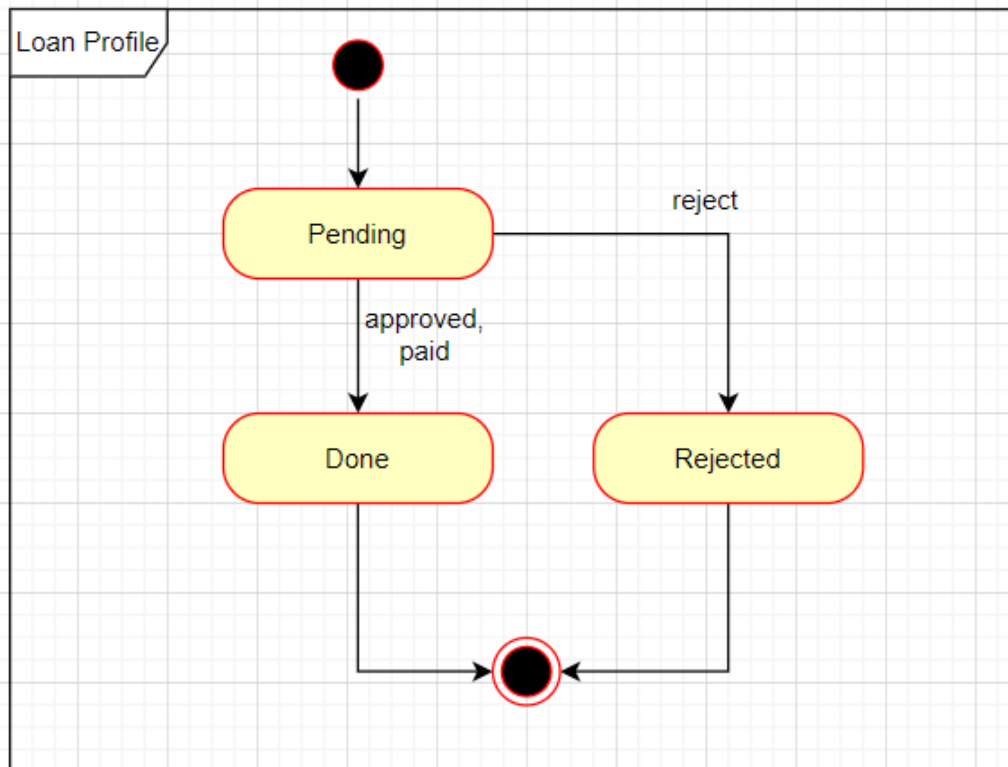 Loan Profile
reject
Pending
approved,
paid
Done
Rejected